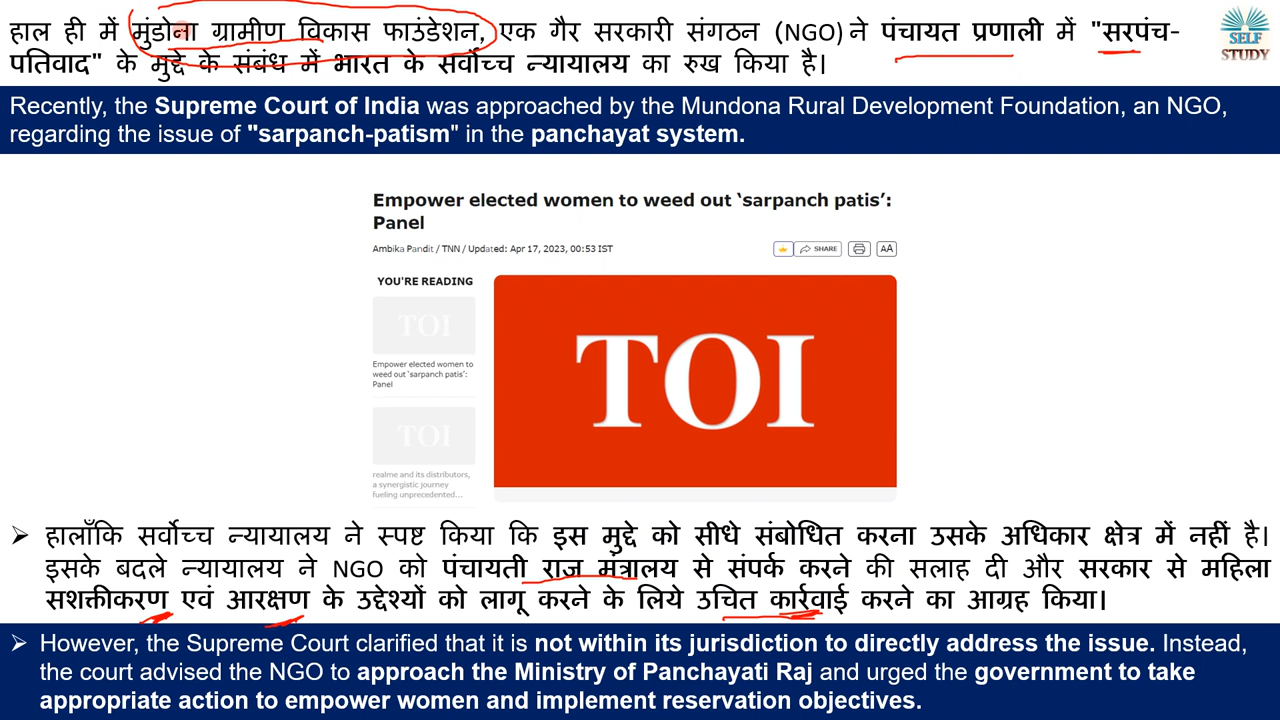 हाल ही में मुंडोना ग्रामीण विकास फाउंडेशन, एक गैर सरकारी संगठन (NGO) ने पंचायत प्रणाली में "सरपंच-
पतिवाद" के मुद्दे के संबंध में भारत के सर्वोच्च न्यायालय का रुख किया है।
SELF
STUDY
Recently, the Supreme Court of India was approached by the Mundona Rural Development Foundation, an NGO,
regarding the issue of "sarpanch-patism" in the panchayat system.
Empower elected women to weed out ‘sarpanch patis’:
Panel
Ambika Pandit / TNN / Updated: Apr 17, 2023, 00:53 IST
SHARE
AA
YOU'RE READING
TOI
Empower elected women to
weed out ‘sarpanch patis’:
Panel
TOI
realme and its distributors,
a synergistic journey
fueling unprecedented...
TOI
➢ हालाँकि सर्वोच्च न्यायालय ने स्पष्ट किया कि इस मुद्दे को सीधे संबोधित करना उसके अधिकार क्षेत्र में नहीं है।
इसके बदले न्यायालय ने NGO को पंचायती राज मंत्रालय से संपर्क करने की सलाह दी और सरकार से महिला
सशक्तीकरण एवं आरक्षण के उद्देश्यों को लागू करने के लिये उचित कार्रवाई करने का आग्रह किया।
➢ However, the Supreme Court clarified that it is not within its jurisdiction to directly address the issue. Instead,
the court advised the NGO to approach the Ministry of Panchayati Raj and urged the government to take
appropriate action to empower women and implement reservation objectives.